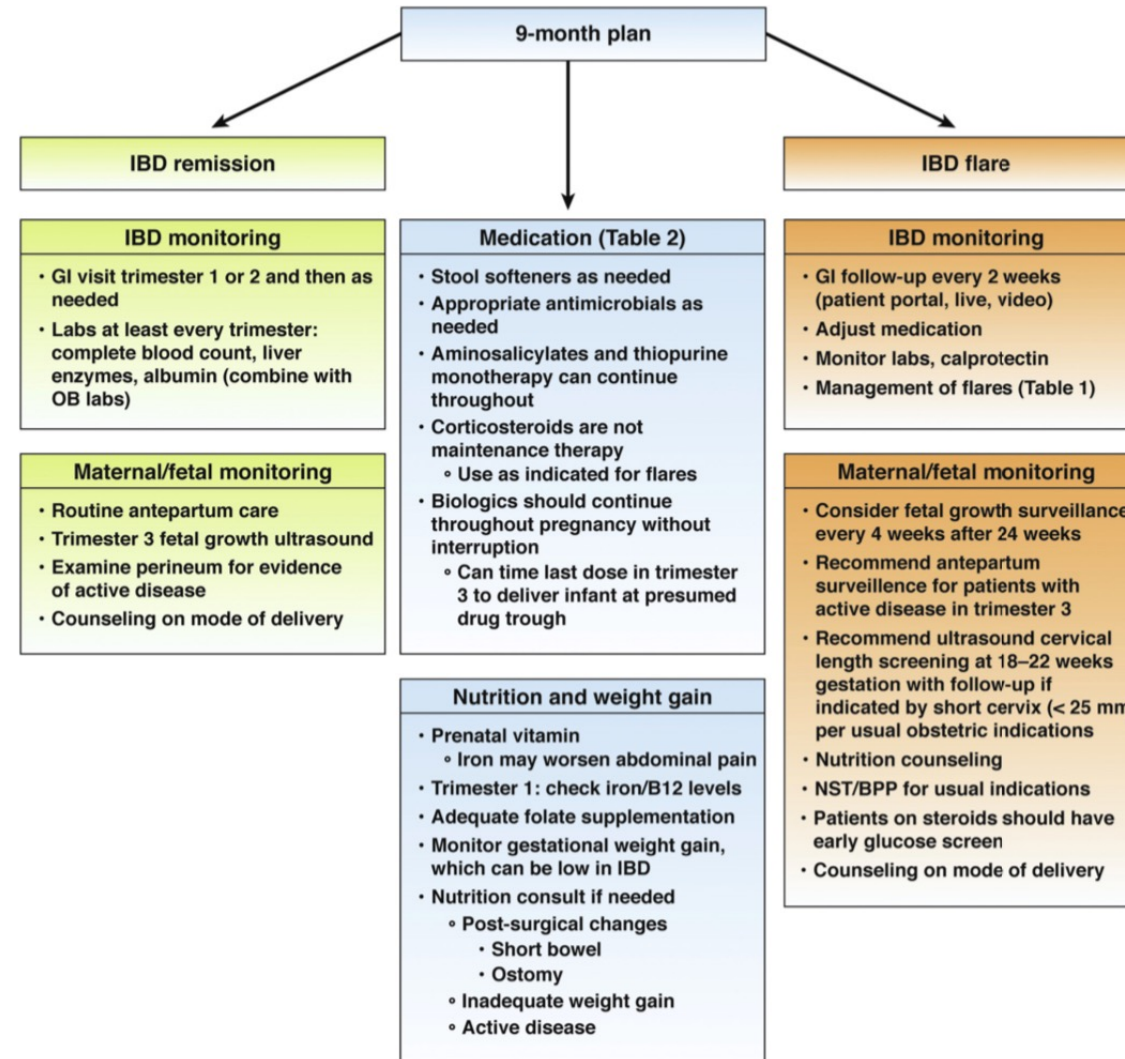 9-month plan
IBD remission
IBD monitoring
• GI visit trimester 1 or 2 and then as
needed
• Labs at least every trimester:
complete blood count, liver
enzymes, albumin (combine with
OB labs)
Maternal/fetal monitoring
• Routine antepartum care
• Trimester 3 fetal growth ultrasound
• Examine perineum for evidence
of active disease
• Counseling on mode of delivery
Medication (Table 2)
• Stool softeners as needed
• Appropriate antimicrobials as
needed
• Aminosalicylates and thiopurine
monotherapy can continue
throughout
• Corticosteroids are not
maintenance therapy
∘ Use as indicated for flares
• Biologics should continue
throughout pregnancy without
interruption
∘ Can time last dose in trimester
3 to deliver infant at presumed
drug trough
Nutrition and weight gain
• Prenatal vitamin
∘ Iron may worsen abdominal pain
• Trimester 1: check iron/B12 levels
• Adequate folate supplementation
• Monitor gestational weight gain,
which can be low in IBD
• Nutrition consult if needed
∘ Post-surgical changes
• Short bowel
• Ostomy
∘ Inadequate weight gain
∘ Active disease
IBD flare
IBD monitoring
• GI follow-up every 2 weeks
(patient portal, live, video)
• Adjust medication
• Monitor labs, calprotectin
• Management of flares (Table 1)
Maternal/fetal monitoring
• Consider fetal growth surveillance
every 4 weeks after 24 weeks
• Recommend antepartum
surveillence for patients with
active disease in trimester 3
• Recommend ultrasound cervical
length screening at 18–22 weeks
gestation with follow-up if
indicated by short cervix (< 25 mm
per usual obstetric indications
• Nutrition counseling
• NST/BPP for usual indications
• Patients on steroids should have
early glucose screen
• Counseling on mode of delivery